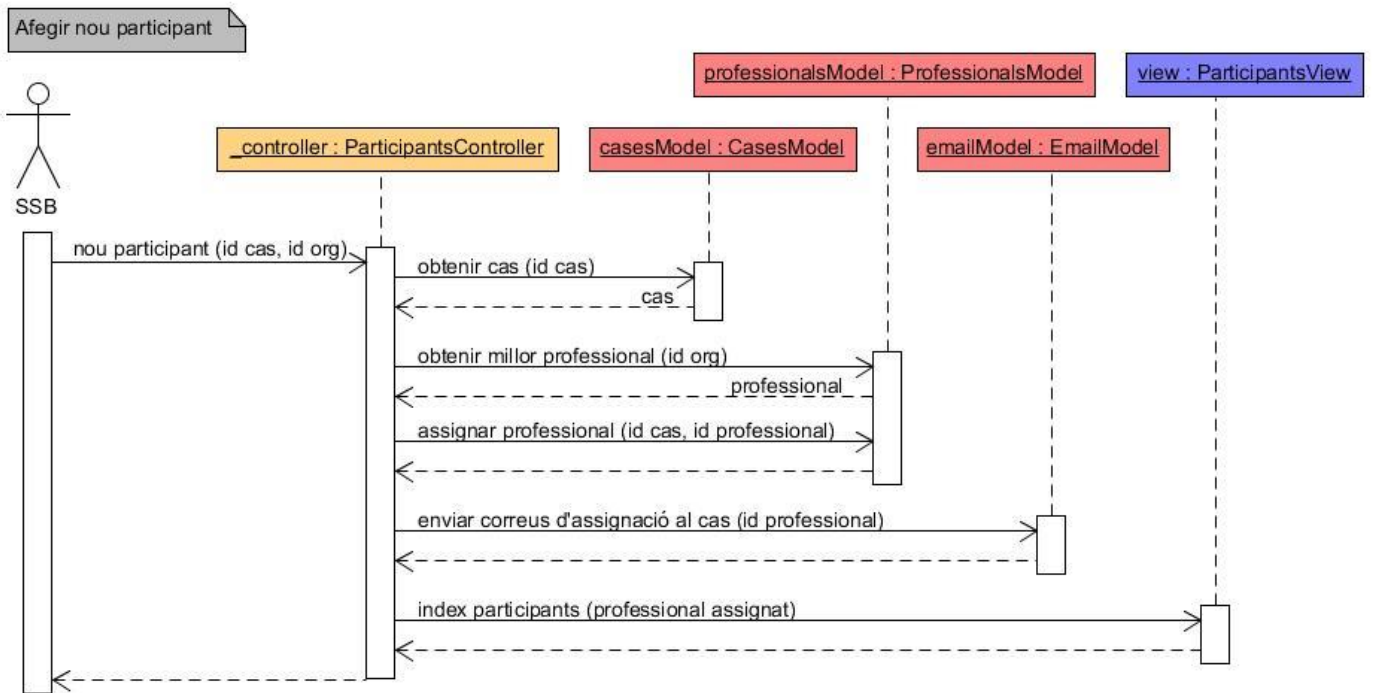 Afegir nou participant
professionalsModel : ProfessionalsModel
view : ParticipantsView
_controller : ParticipantsController
casesModel : CasesModel
emailModel : EmailModel
SSB
nou participant (id cas, id org)
obtenir cas (id cas)
cas
obtenir millor professional (id org)
professional
assignar professional (id cas, id professional)
enviar correus d'assignació al cas (id professional)
index participants (professional assignat)